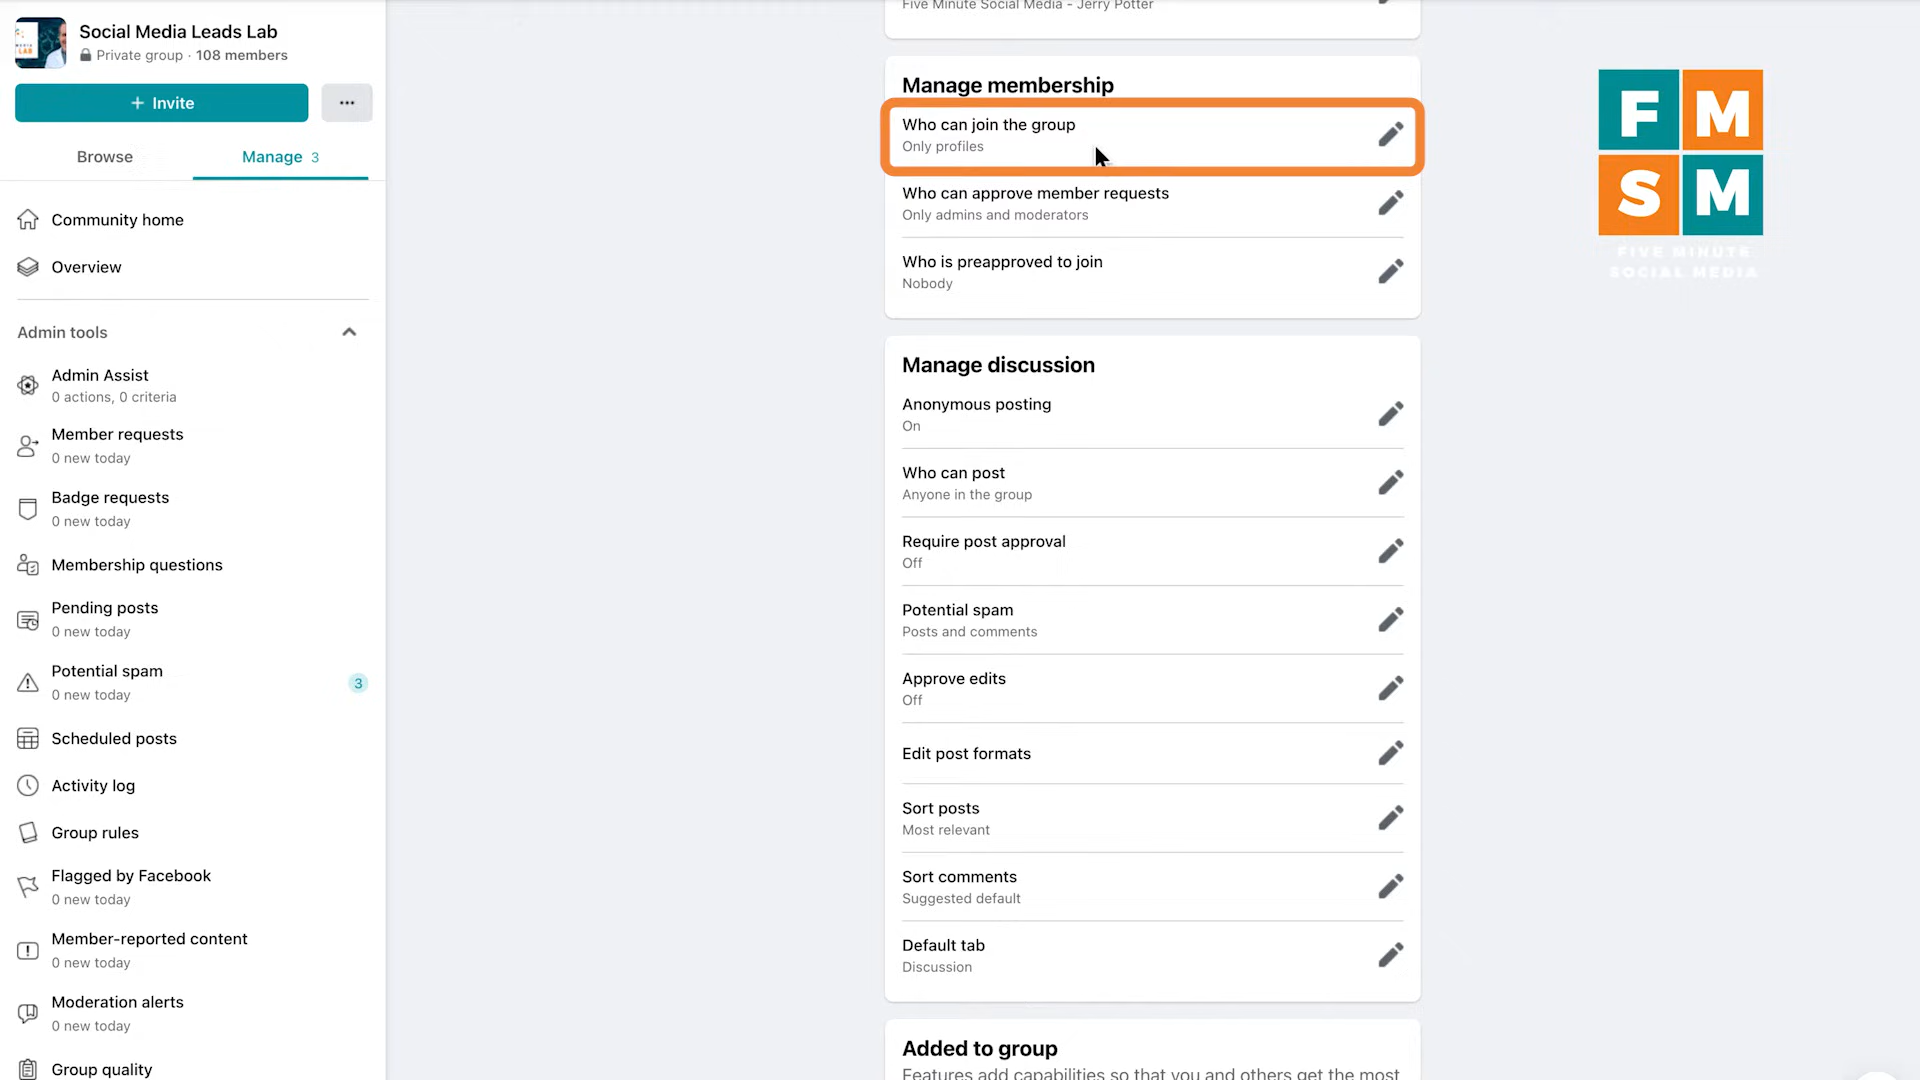 Social Media Leads Lab
Private group · 108 members
+ Invite
Browse
Manage 3
Community home
Overview
Admin tools
Admin Assist
0 actions, 0 criteria
Member requests
0 new today
Badge requests
0 new today
Membership questions
Pending posts
0 new today
Potential spam
0 new today
3
Scheduled posts
Activity log
Group rules
Flagged by Facebook
0 new today
Member-reported content
0 new today
Moderation alerts
0 new today
Group quality
Five Minute Social Media - Jerry Potter
Manage membership
Who can join the group
Only profiles
Who can approve member requests
Only admins and moderators
Who is preapproved to join
Nobody
Manage discussion
Anonymous posting
On
Who can post
Anyone in the group
Require post approval
Off
Potential spam
Posts and comments
Approve edits
Off
Edit post formats
Sort posts
Most relevant
Sort comments
Suggested default
Default tab
Discussion
Added to group
Features add capabilities so that you and others get the most
F M
S M
FIVE MINUTE
SOCIAL MEDIA